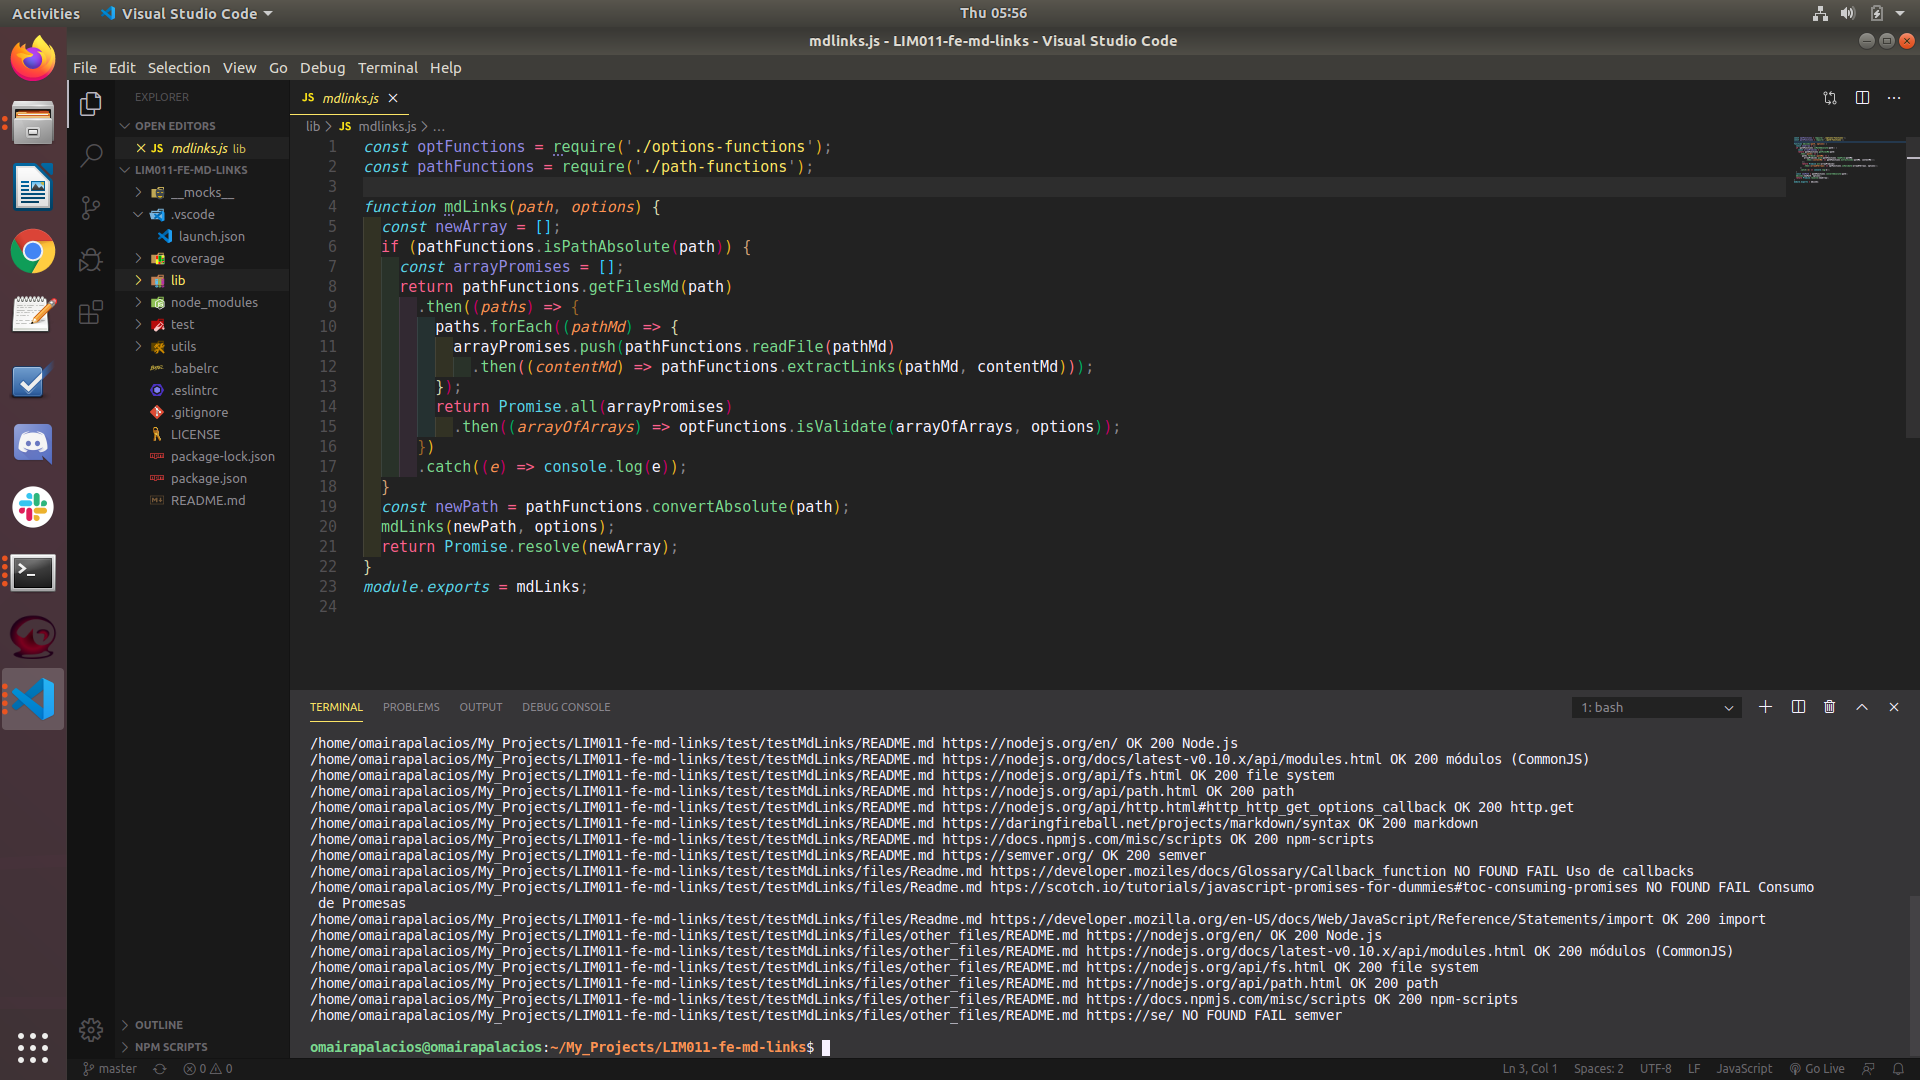 Activities Visual Studio Code Thu 05:56
mdlinks.js - LIM011-fe-md-links - Visual Studio Code
File Edit Selection View Go Debug Terminal Help
EXPLORER
OPEN EDITORS
JS mdlinks.js lib
LIM011-FE-MD-LINKS
__mocks__
.vscode
launch.json
coverage
lib
node_modules
test
utils
.babelrc
.eslintrc
.gitignore
LICENSE
package-lock.json
package.json
README.md
OUTLINE
NPM SCRIPTS
JS mdlinks.js
lib > JS mdlinks.js > ...
1 const optFunctions = require('./options-functions');
2 const pathFunctions = require('./path-functions');
3
4 function mdLinks(path, options) {
5 const newArray = [];
6 if (pathFunctions.isPathAbsolute(path)) {
7 const arrayPromises = [];
8 return pathFunctions.getFilesMd(path)
9 .then((paths) => {
10 paths.forEach((pathMd) => {
11 arrayPromises.push(pathFunctions.readFile(pathMd)
12 .then((contentMd) => pathFunctions.extractLinks(pathMd, contentMd)));
13 });
14 return Promise.all(arrayPromises)
15 .then((arrayOfArrays) => optFunctions.isValidate(arrayOfArrays, options));
16 })
17 .catch((e) => console.log(e));
18 }
19 const newPath = pathFunctions.convertAbsolute(path);
20 mdLinks(newPath, options);
21 return Promise.resolve(newArray);
22 }
23 module.exports = mdLinks;
24
TERMINAL PROBLEMS OUTPUT DEBUG CONSOLE 1: bash
/home/omairapalacios/My_Projects/LIM011-fe-md-links/test/testMdLinks/README.md https://nodejs.org/en/ OK 200 Node.js
/home/omairapalacios/My_Projects/LIM011-fe-md-links/test/testMdLinks/README.md https://nodejs.org/docs/latest-v0.10.x/api/modules.html OK 200 módulos (CommonJS)
/home/omairapalacios/My_Projects/LIM011-fe-md-links/test/testMdLinks/README.md https://nodejs.org/api/fs.html OK 200 file system
/home/omairapalacios/My_Projects/LIM011-fe-md-links/test/testMdLinks/README.md https://nodejs.org/api/path.html OK 200 path
/home/omairapalacios/My_Projects/LIM011-fe-md-links/test/testMdLinks/README.md https://nodejs.org/api/http.html#http_http_get_options_callback OK 200 http.get
/home/omairapalacios/My_Projects/LIM011-fe-md-links/test/testMdLinks/README.md https://daringfireball.net/projects/markdown/syntax OK 200 markdown
/home/omairapalacios/My_Projects/LIM011-fe-md-links/test/testMdLinks/README.md https://docs.npmjs.com/misc/scripts OK 200 npm-scripts
/home/omairapalacios/My_Projects/LIM011-fe-md-links/test/testMdLinks/README.md https://semver.org/ OK 200 semver
/home/omairapalacios/My_Projects/LIM011-fe-md-links/test/testMdLinks/files/Readme.md https://developer.moziles/docs/Glossary/Callback_function NO FOUND FAIL Uso de callbacks
/home/omairapalacios/My_Projects/LIM011-fe-md-links/test/testMdLinks/files/Readme.md htps://scotch.io/tutorials/javascript-promises-for-dummies#toc-consuming-promises NO FOUND FAIL Consumo
de Promesas
/home/omairapalacios/My_Projects/LIM011-fe-md-links/test/testMdLinks/files/Readme.md https://developer.mozilla.org/en-US/docs/Web/JavaScript/Reference/Statements/import OK 200 import
/home/omairapalacios/My_Projects/LIM011-fe-md-links/test/testMdLinks/files/other_files/README.md https://nodejs.org/en/ OK 200 Node.js
/home/omairapalacios/My_Projects/LIM011-fe-md-links/test/testMdLinks/files/other_files/README.md https://nodejs.org/docs/latest-v0.10.x/api/modules.html OK 200 módulos (CommonJS)
/home/omairapalacios/My_Projects/LIM011-fe-md-links/test/testMdLinks/files/other_files/README.md https://nodejs.org/api/fs.html OK 200 file system
/home/omairapalacios/My_Projects/LIM011-fe-md-links/test/testMdLinks/files/other_files/README.md https://nodejs.org/api/path.html OK 200 path
/home/omairapalacios/My_Projects/LIM011-fe-md-links/test/testMdLinks/files/other_files/README.md https://docs.npmjs.com/misc/scripts OK 200 npm-scripts
/home/omairapalacios/My_Projects/LIM011-fe-md-links/test/testMdLinks/files/other_files/README.md https://se/ NO FOUND FAIL semver
omairapalacios@omairapalacios:~/My_Projects/LIM011-fe-md-links$
master 0 0 Ln 3, Col 1 Spaces: 2 UTF-8 LF JavaScript Go Live